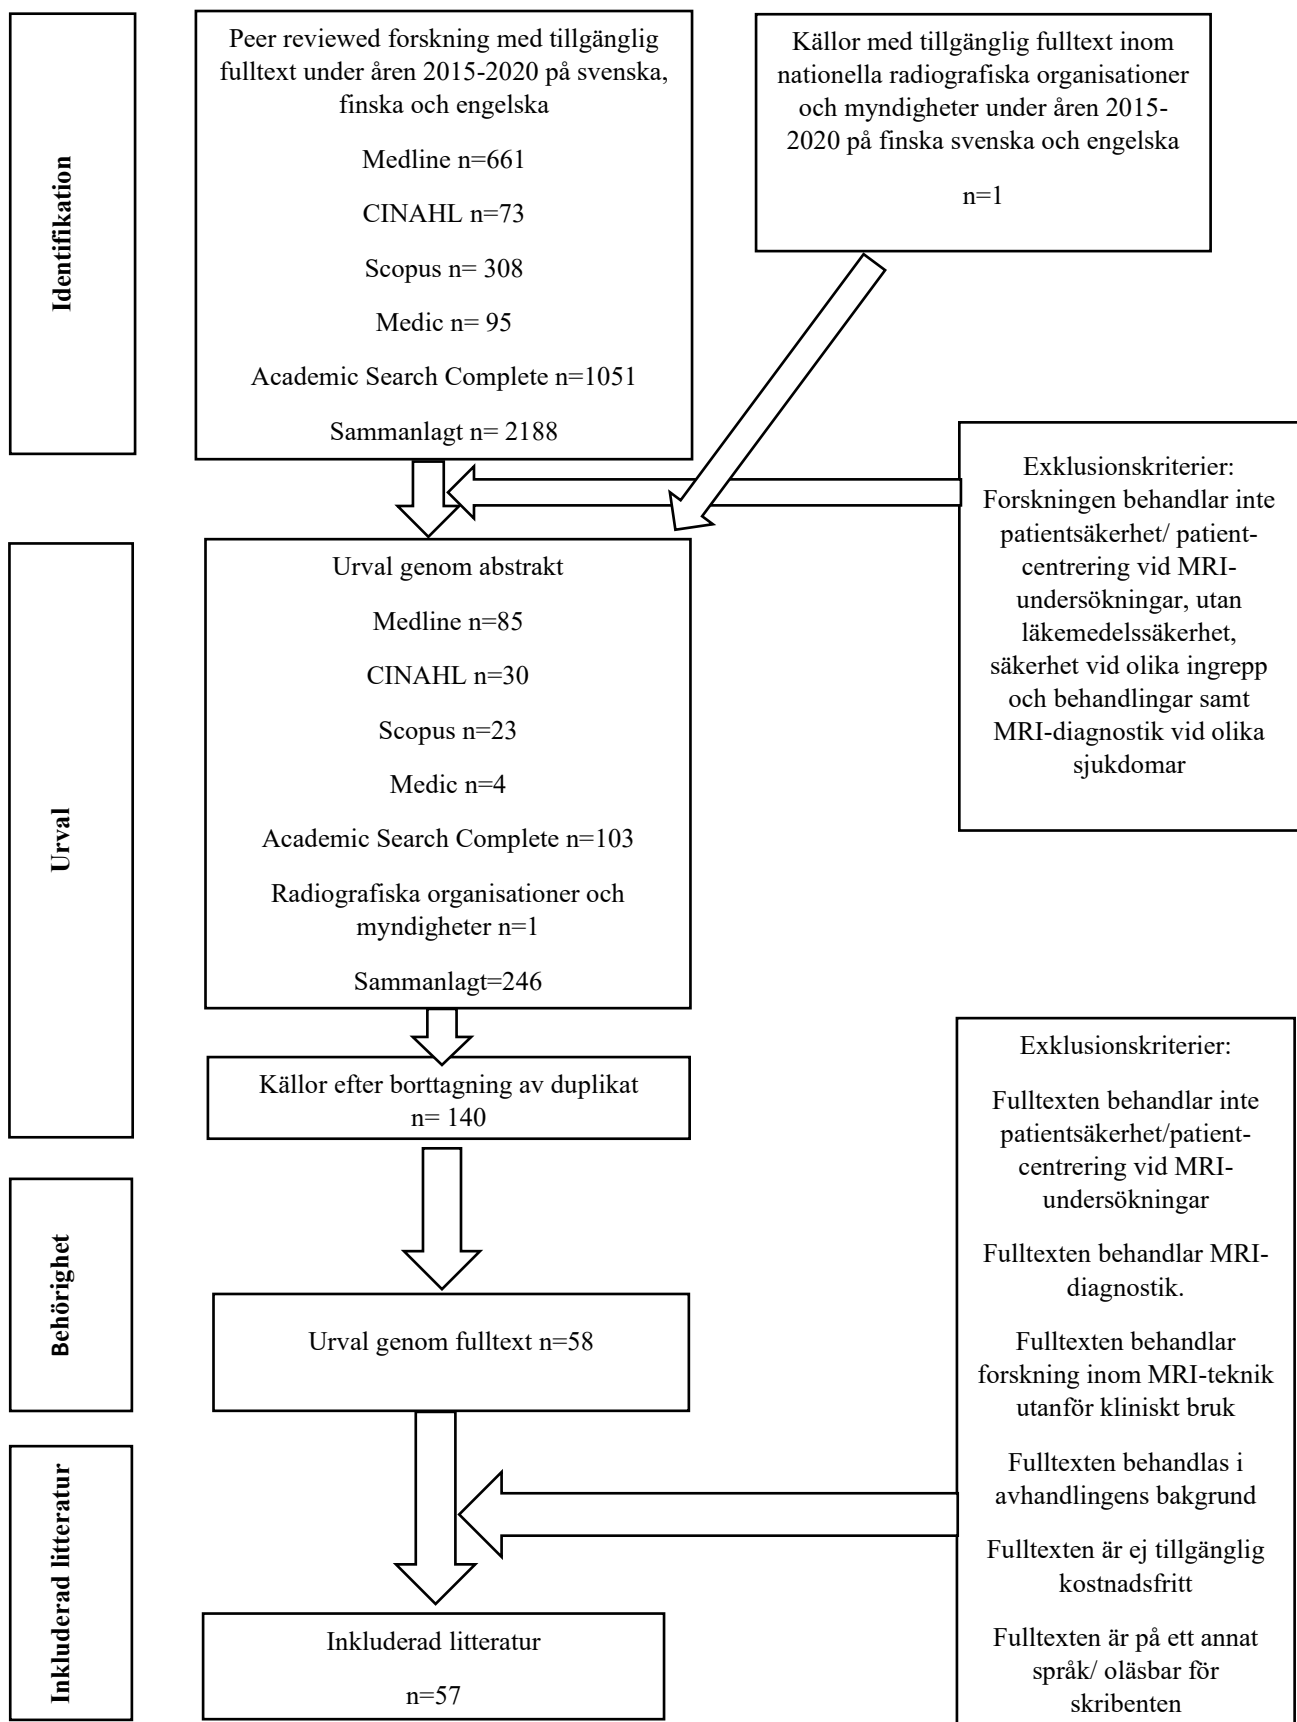 Identifikation
Peer reviewed forskning med tillgänglig
fulltext under åren 2015-2020 på svenska,
finska och engelska
Medline n=661
CINAHL n=73
Scopus n= 308
Medic n= 95
Academic Search Complete n=1051
Sammanlagt n= 2188
Källor med tillgänglig fulltext inom
nationella radiografiska organisationer
och myndigheter under åren 2015-
2020 på finska svenska och engelska
n=1
Exklusionskriterier:
Forskningen behandlar inte
patientsäkerhet/ patient-
centrering vid MRI-
undersökningar, utan
läkemedelssäkerhet,
säkerhet vid olika ingrepp
och behandlingar samt
MRI-diagnostik vid olika
sjukdomar
Urval
Urval genom abstrakt
Medline n=85
CINAHL n=30
Scopus n=23
Medic n=4
Academic Search Complete n=103
Radiografiska organisationer och
myndigheter n=1
Sammanlagt=246
Källor efter borttagning av duplikat
n= 140
Behörighet
Urval genom fulltext n=58
Exklusionskriterier:
Fulltexten behandlar inte
patientsäkerhet/patient-
centrering vid MRI-
undersökningar
Fulltexten behandlar MRI-
diagnostik.
Fulltexten behandlar
forskning inom MRI-teknik
utanför kliniskt bruk
Fulltexten behandlas i
avhandlingens bakgrund
Fulltexten är ej tillgänglig
kostnadsfritt
Fulltexten är på ett annat
språk/ oläsbar för
skribenten
Inkluderad litteratur
Inkluderad litteratur
n=57